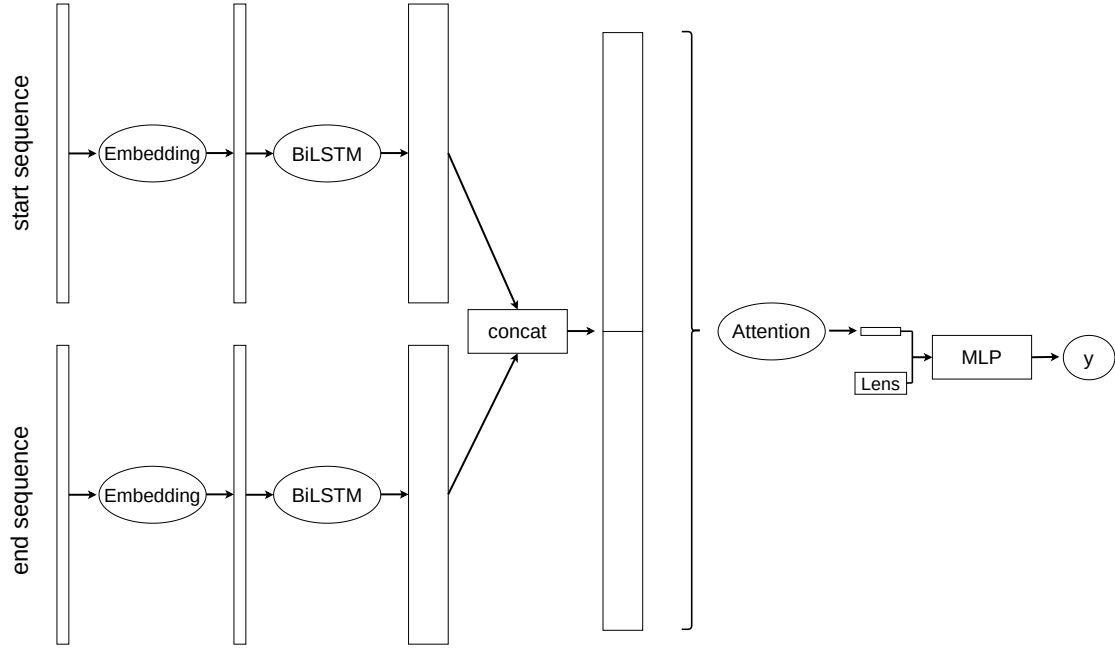 start sequence
Embedding
BiLSTM
concat
Attention
Lens
MLP
y
end sequence
Embedding
BiLSTM